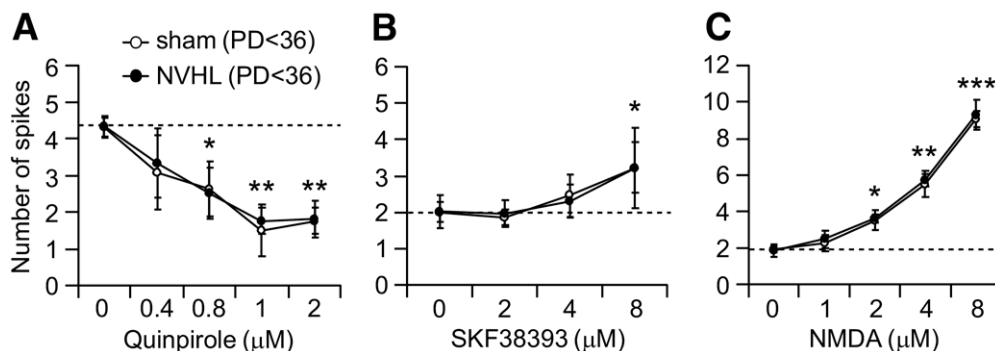 A
sham (PD<36)
NVHL (PD<36)
Number of spikes
6
5
4
3
2
1
0
*
**
**
0 0.4 0.8 1 2
Quinpirole (μM)
B
6
5
4
3
2
1
0
*
0 2 4 8
SKF38393 (μM)
C
12
10
8
6
4
2
0
*
**
***
0 1 2 4 8
NMDA (μM)